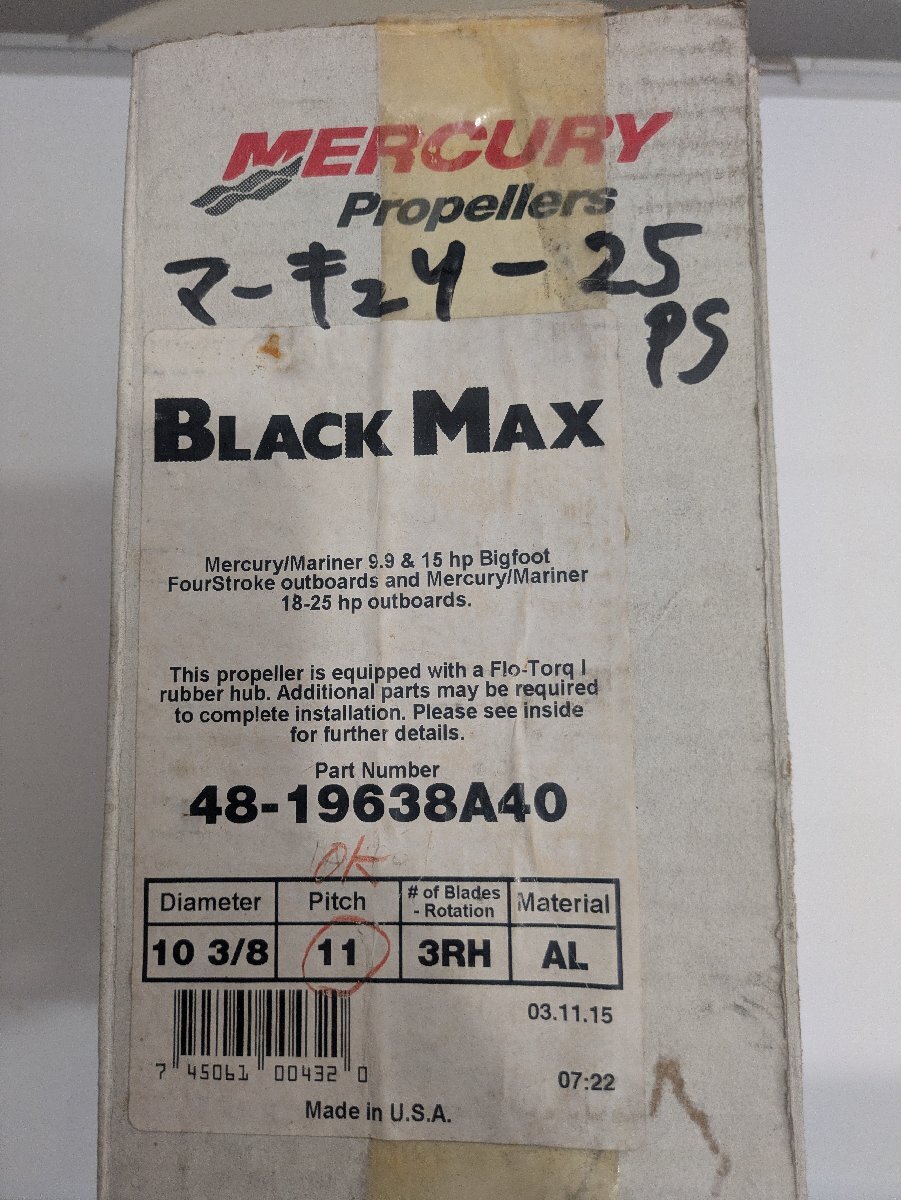 MERCURY
Propellers
マーキュリー25
PS
BLACK MAX
Mercury/Mariner 9.9 & 15 hp Bigfoot
FourStroke outboards and Mercury/Mariner
18-25 hp outboards.
This propeller is equipped with a Flo-Torq I
rubber hub. Additional parts may be required
to complete installation. Please see inside
for further details.
Part Number
48-19638A40
OK
Diameter Pitch # of Blades - Rotation Material
10 3/8 11 3RH AL
03.11.15
7 45061 00432 0
07:22
Made in U.S.A.